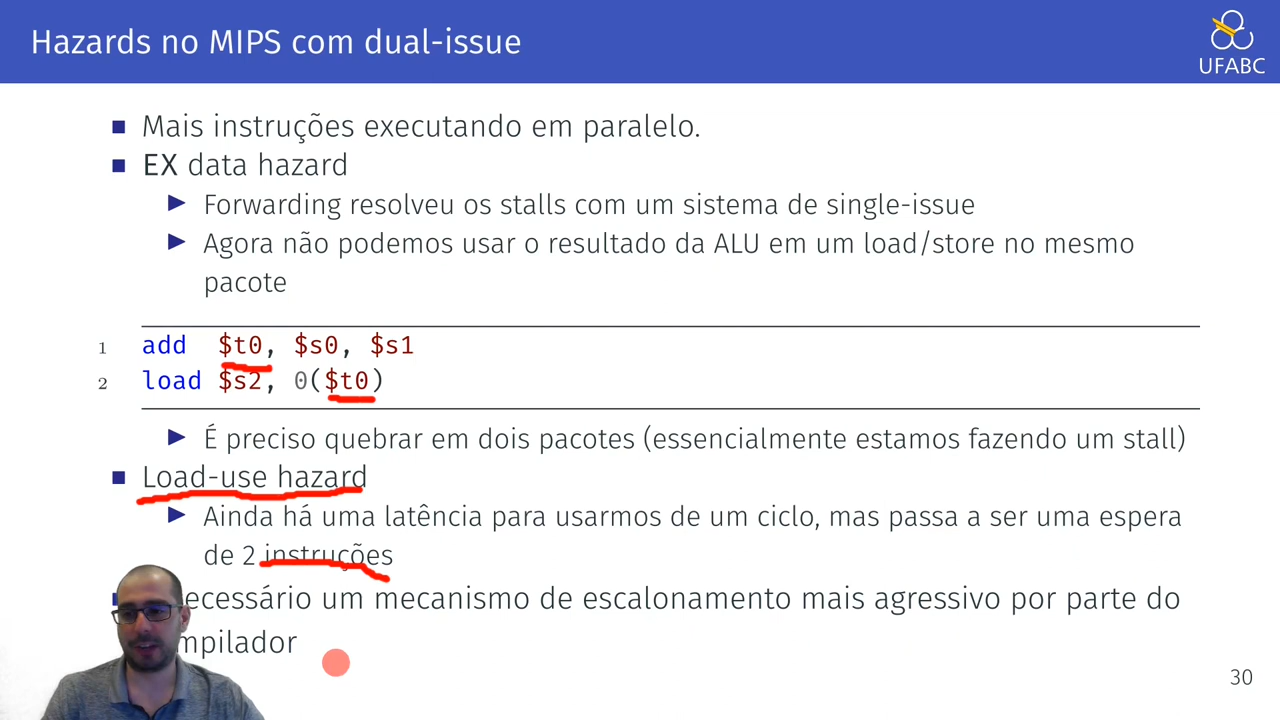 Hazards no MIPS com dual-issue
UFABC
Mais instruções executando em paralelo.
EX data hazard
Forwarding resolveu os stalls com um sistema de single-issue
Agora não podemos usar o resultado da ALU em um load/store no mesmo
pacote
1 add $t0, $s0, $s1
2 load $s2, 0($t0)
É preciso quebrar em dois pacotes (essencialmente estamos fazendo um stall)
Load-use hazard
Ainda há uma latência para usarmos de um ciclo, mas passa a ser uma espera
de 2 instruções
ecessário um mecanismo de escalonamento mais agressivo por parte do
mpilador
30